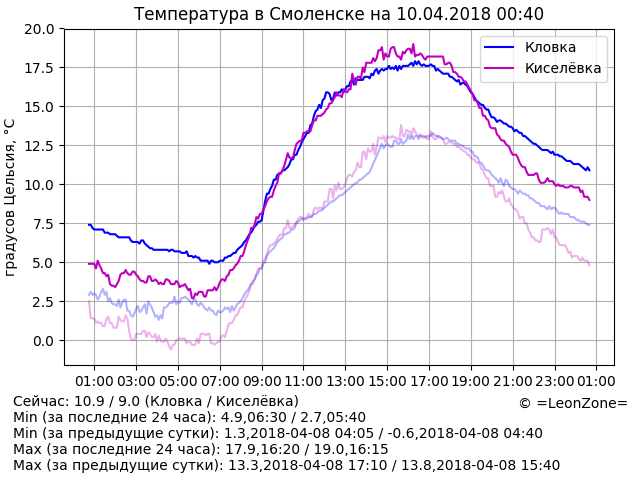 Температура в Смоленске на 10.04.2018 00:40
Кловка
Киселёвка
градусов Цельсия, °C
20.0
17.5
15.0
12.5
10.0
7.5
5.0
2.5
0.0
01:00 03:00 05:00 07:00 09:00 11:00 13:00 15:00 17:00 19:00 21:00 23:00 01:00
Сейчас: 10.9 / 9.0 (Кловка / Киселёвка)
© =LeonZone=
Min (за последние 24 часа): 4.9,06:30 / 2.7,05:40
Min (за предыдущие сутки): 1.3,2018-04-08 04:05 / -0.6,2018-04-08 04:40
Max (за последние 24 часа): 17.9,16:20 / 19.0,16:15
Max (за предыдущие сутки): 13.3,2018-04-08 17:10 / 13.8,2018-04-08 15:40